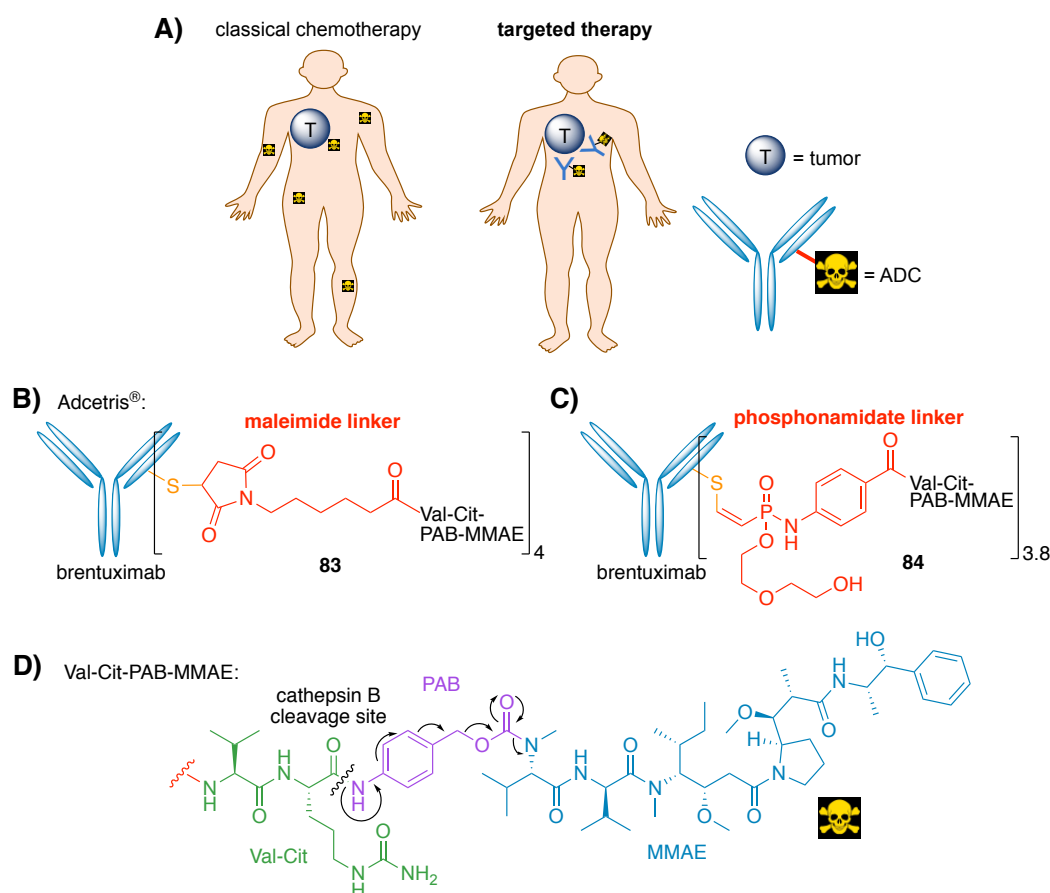 A)
classical chemotherapy
targeted therapy
T
T
T
= tumor
= ADC
B)
Adcetris®:
maleimide linker
S
O
O
N
O
Val-Cit-
PAB-MMAE
4
83
brentuximab
C)
phosphonamidate linker
S
O
P
N
H
O
O
OH
O
Val-Cit-
PAB-MMAE
3.8
84
brentuximab
D)
Val-Cit-PAB-MMAE:
cathepsin B
cleavage site
PAB
N
H
O
H
N
O
N
H
O
N
H
NH2
Val-Cit
O
O
N
O
H
N
O
N
O
O
N
H
O
O
H
N
HO
MMAE